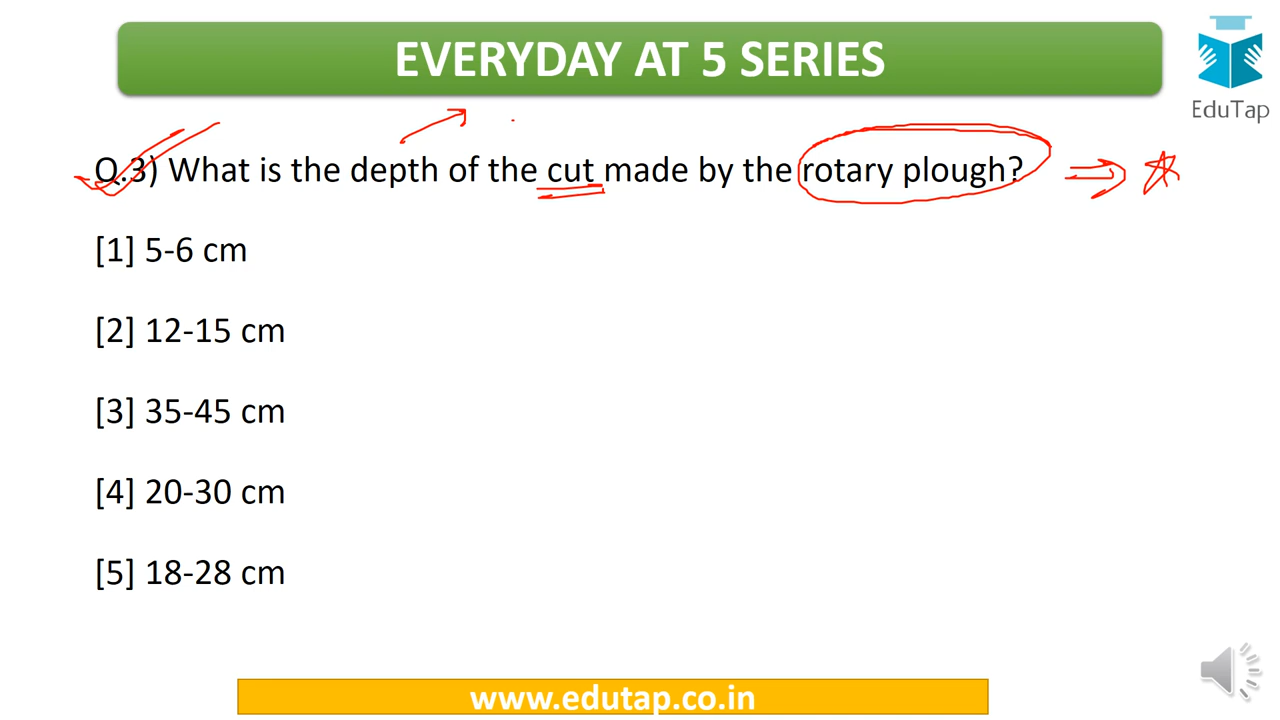 EVERYDAY AT 5 SERIES
EduTap
Q.3) What is the depth of the cut made by the rotary plough?
[1] 5-6 cm
[2] 12-15 cm
[3] 35-45 cm
[4] 20-30 cm
[5] 18-28 cm
www.edutap.co.in